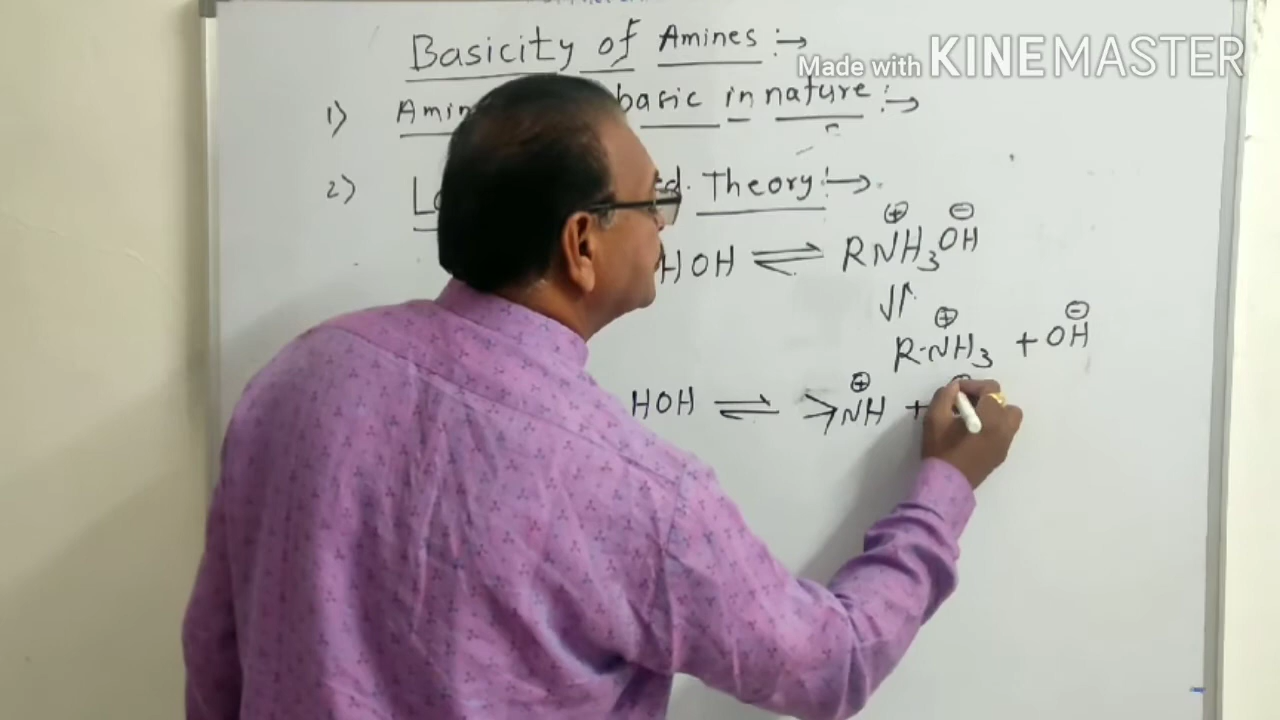 Basicity of Amines :→
Made with KINEMASTER
1) basic in nature :→
2) Theory :→
HOH ⇌ RNH₃⊕ OH⊖
⇌
R-NH₃⊕ + OH⊖
HOH ⇌ >NH⊕ +